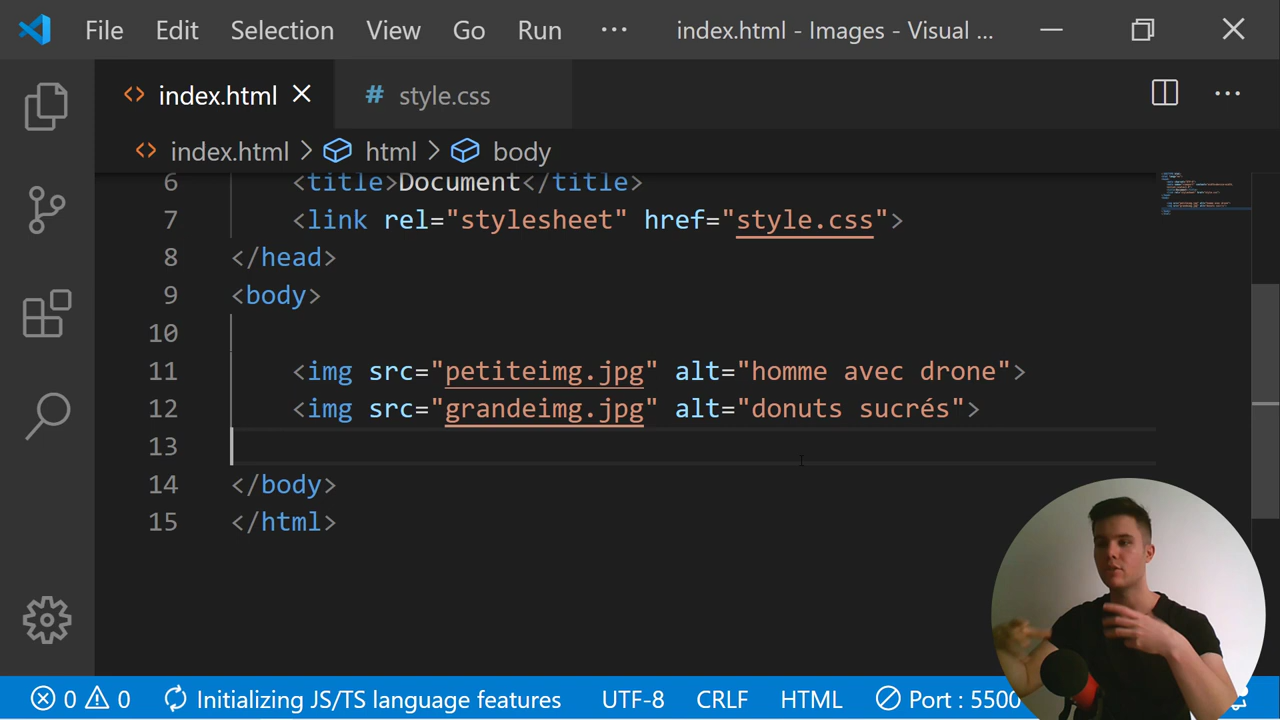 File Edit Selection View Go Run ··· index.html - Images - Visual ...
index.html style.css
index.html > html > body
6 <title>Document</title>
7 <link rel="stylesheet" href="style.css">
8 </head>
9 <body>
10
11 <img src="petiteimg.jpg" alt="homme avec drone">
12 <img src="grandeimg.jpg" alt="donuts sucrés">
13
14 </body>
15 </html>
0 0 Initializing JS/TS language features UTF-8 CRLF HTML Port : 5500